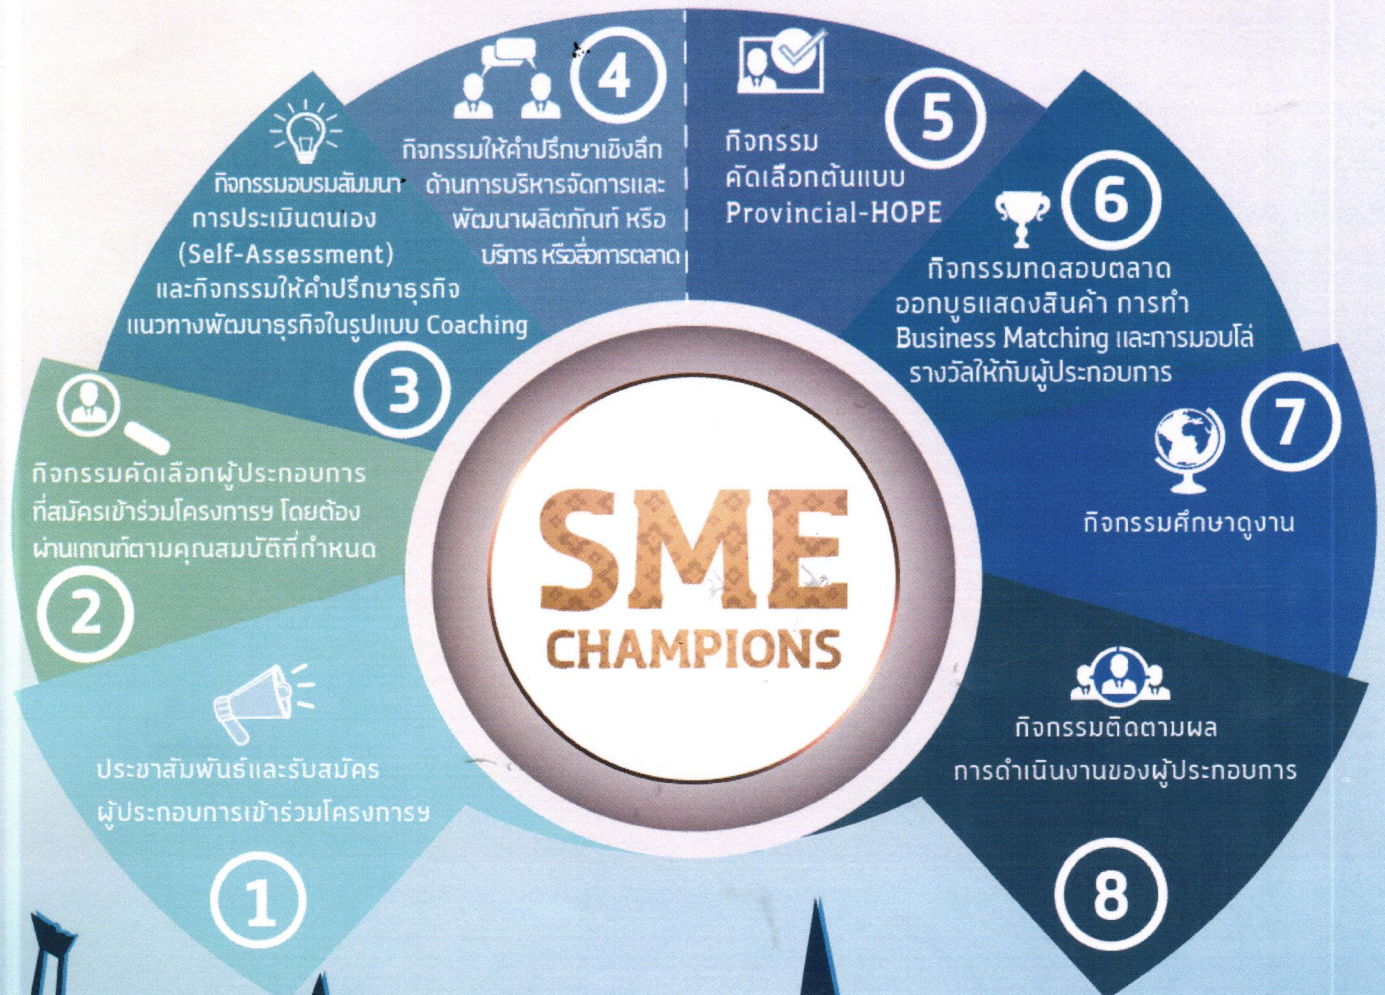 1
ประชาสัมพันธ์และรับสมัคร
ผู้ประกอบการเข้าร่วมโครงการฯ
2
กิจกรรมคัดเลือกผู้ประกอบการ
ที่สมัครเข้าร่วมโครงการฯ โดยต้อง
ผ่านเกณฑ์ตามคุณสมบัติที่กำหนด
3
กิจกรรมอบรมสัมมนา
การประเมินตนเอง
(Self-Assessment)
และกิจกรรมให้คำปรึกษาธุรกิจ
แนวทางพัฒนาธุรกิจในรูปแบบ Coaching
4
กิจกรรมให้คำปรึกษาเชิงลึก
ด้านการบริหารจัดการและ
พัฒนาผลิตภัณฑ์ หรือ
บริการ หรือสื่อการตลาด
5
กิจกรรม
คัดเลือกต้นแบบ
Provincial-HOPE
6
กิจกรรมทดสอบตลาด
ออกบูธแสดงสินค้า การทำ
Business Matching และการมอบโล่
รางวัลให้กับผู้ประกอบการ
7
กิจกรรมศึกษาดูงาน
8
กิจกรรมติดตามผล
การดำเนินงานของผู้ประกอบการ
SME
CHAMPIONS